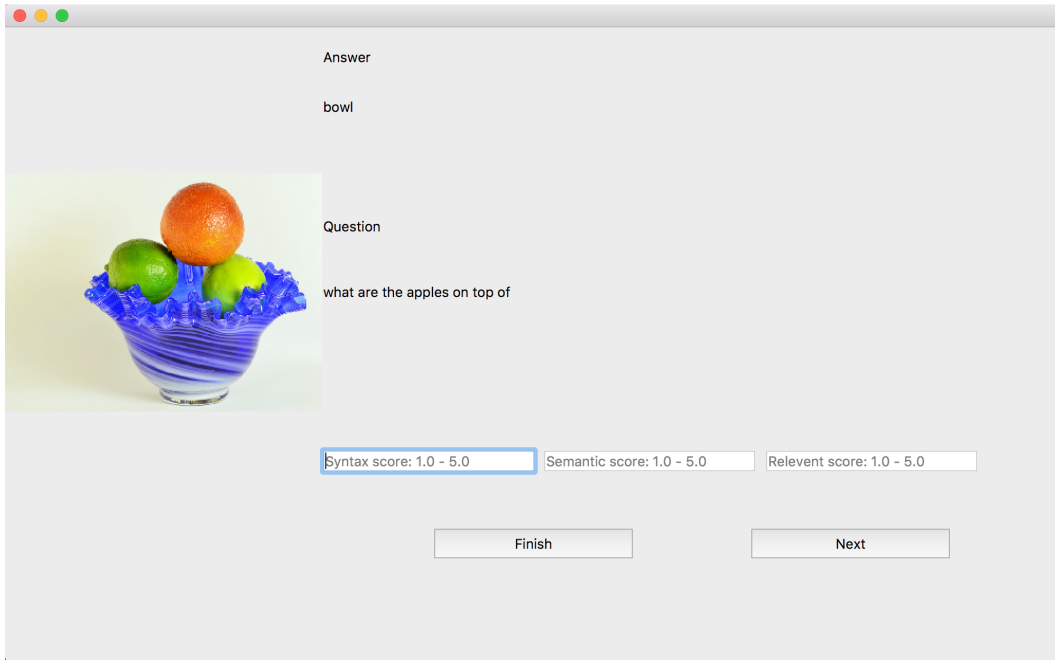 Answer
bowl
Question
what are the apples on top of
Syntax score: 1.0 - 5.0 Semantic score: 1.0 - 5.0 Relevent score: 1.0 - 5.0
Finish Next